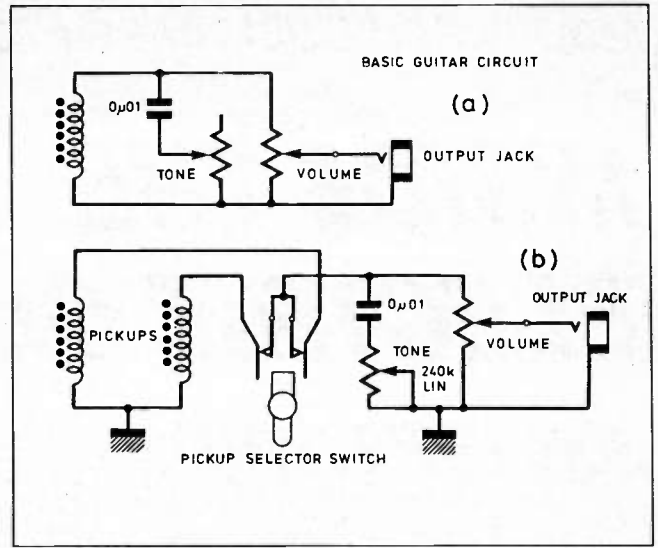 BASIC GUITAR CIRCUIT
(a)
0µ01
TONE
VOLUME
OUTPUT JACK
(b)
PICKUPS
0µ01
TONE
240k
LIN
VOLUME
OUTPUT JACK
PICKUP SELECTOR SWITCH